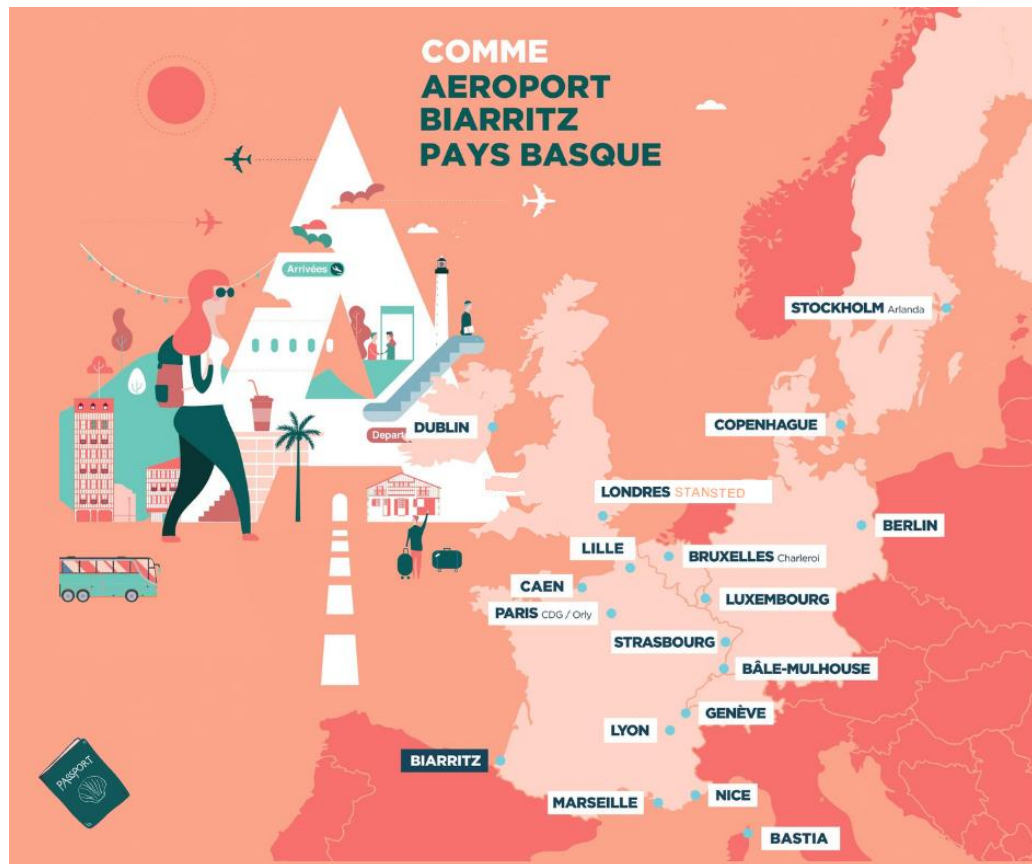 COMME
AEROPORT
BIARRITZ
PAYS BASQUE
Arrivées
STOCKHOLM Arlanda
Depart
DUBLIN
COPENHAGUE
LONDRES STANSTED
BERLIN
LILLE
BRUXELLES Charleroi
CAEN
LUXEMBOURG
PARIS CDG / Orly
STRASBOURG
BÂLE-MULHOUSE
GENÈVE
LYON
BIARRITZ
PASSPORT
MARSEILLE
NICE
BASTIA